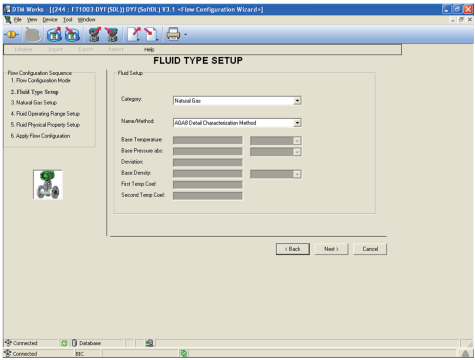 DTM Works - [(244 : FT1003-DYF(SDL)) DYF(SoftDL) V3.1 <Flow Configuration Wizard>]
File View Device Tool Window
Initialize Import Export Report Help
FLUID TYPE SETUP
Flow Configuration Sequence
1. Flow Configuration Mode
2. Fluid Type Setup
3. Natural Gas Setup
4. Fluid Operating Range Setup
5. Fluid Physical Property Setup
6. Apply Flow Configuration
Fluid Setup
Category: Natural Gas
Name/Method: AGA8 Detail Characterization Method
Base Temperature:
Base Pressure abs:
Deviation:
Base Density:
First Temp Coef:
Second Temp Coef:
< Back Next > Cancel
Connected Database
Connected BIC